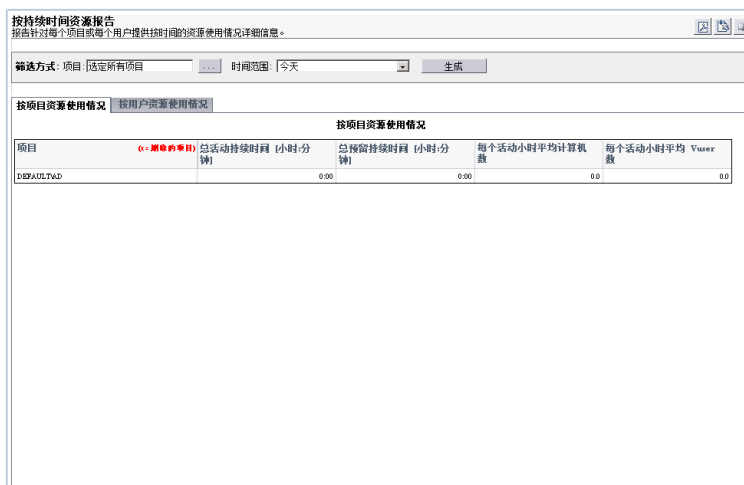 按持续时间资源报告
报告针对每个项目或每个用户提供按时间的资源使用情况详细信息。
筛选方式: 项目: 选定所有项目 ... 时间范围: 今天 生成
按项目资源使用情况 按用户资源使用情况
按项目资源使用情况
项目 (x= 删除的项目) 总活动持续时间 [小时:分钟] 总预留持续时间 [小时:分钟] 每个活动小时平均计算机数 每个活动小时平均 Vuser 数
DEFAULT\AD 0:00 0:00 0.0 0.0